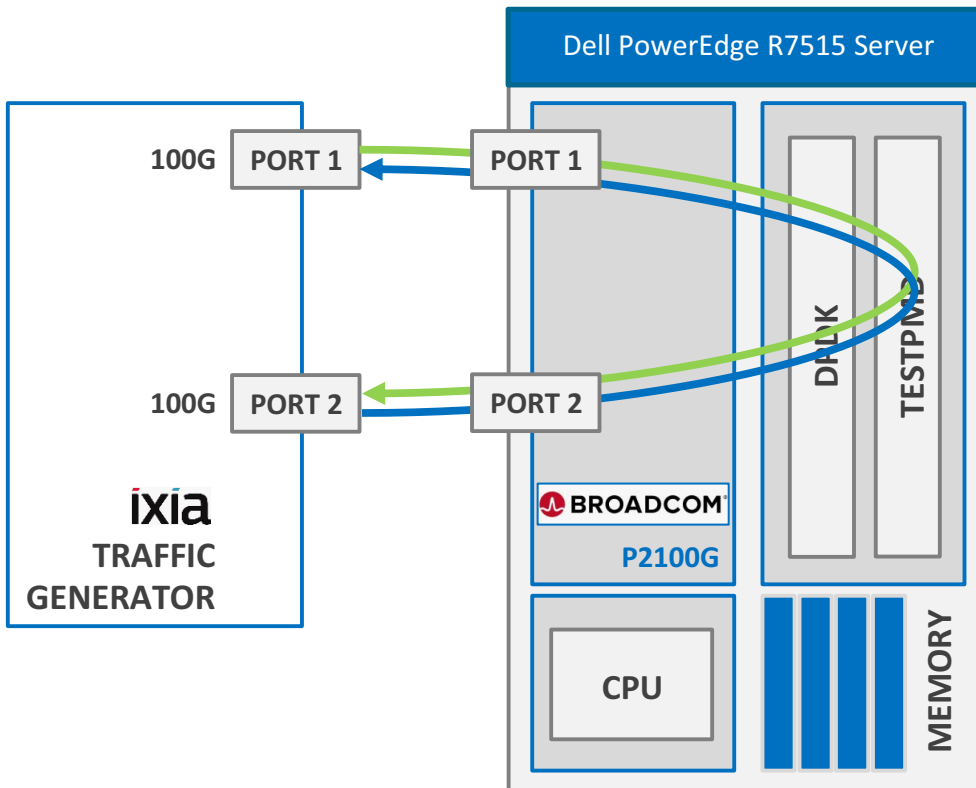 Dell PowerEdge R7515 Server
100G
PORT 1
PORT 1
100G
PORT 2
PORT 2
DPDK
TESTPMD
ixia
TRAFFIC
GENERATOR
BROADCOM®
P2100G
CPU
MEMORY